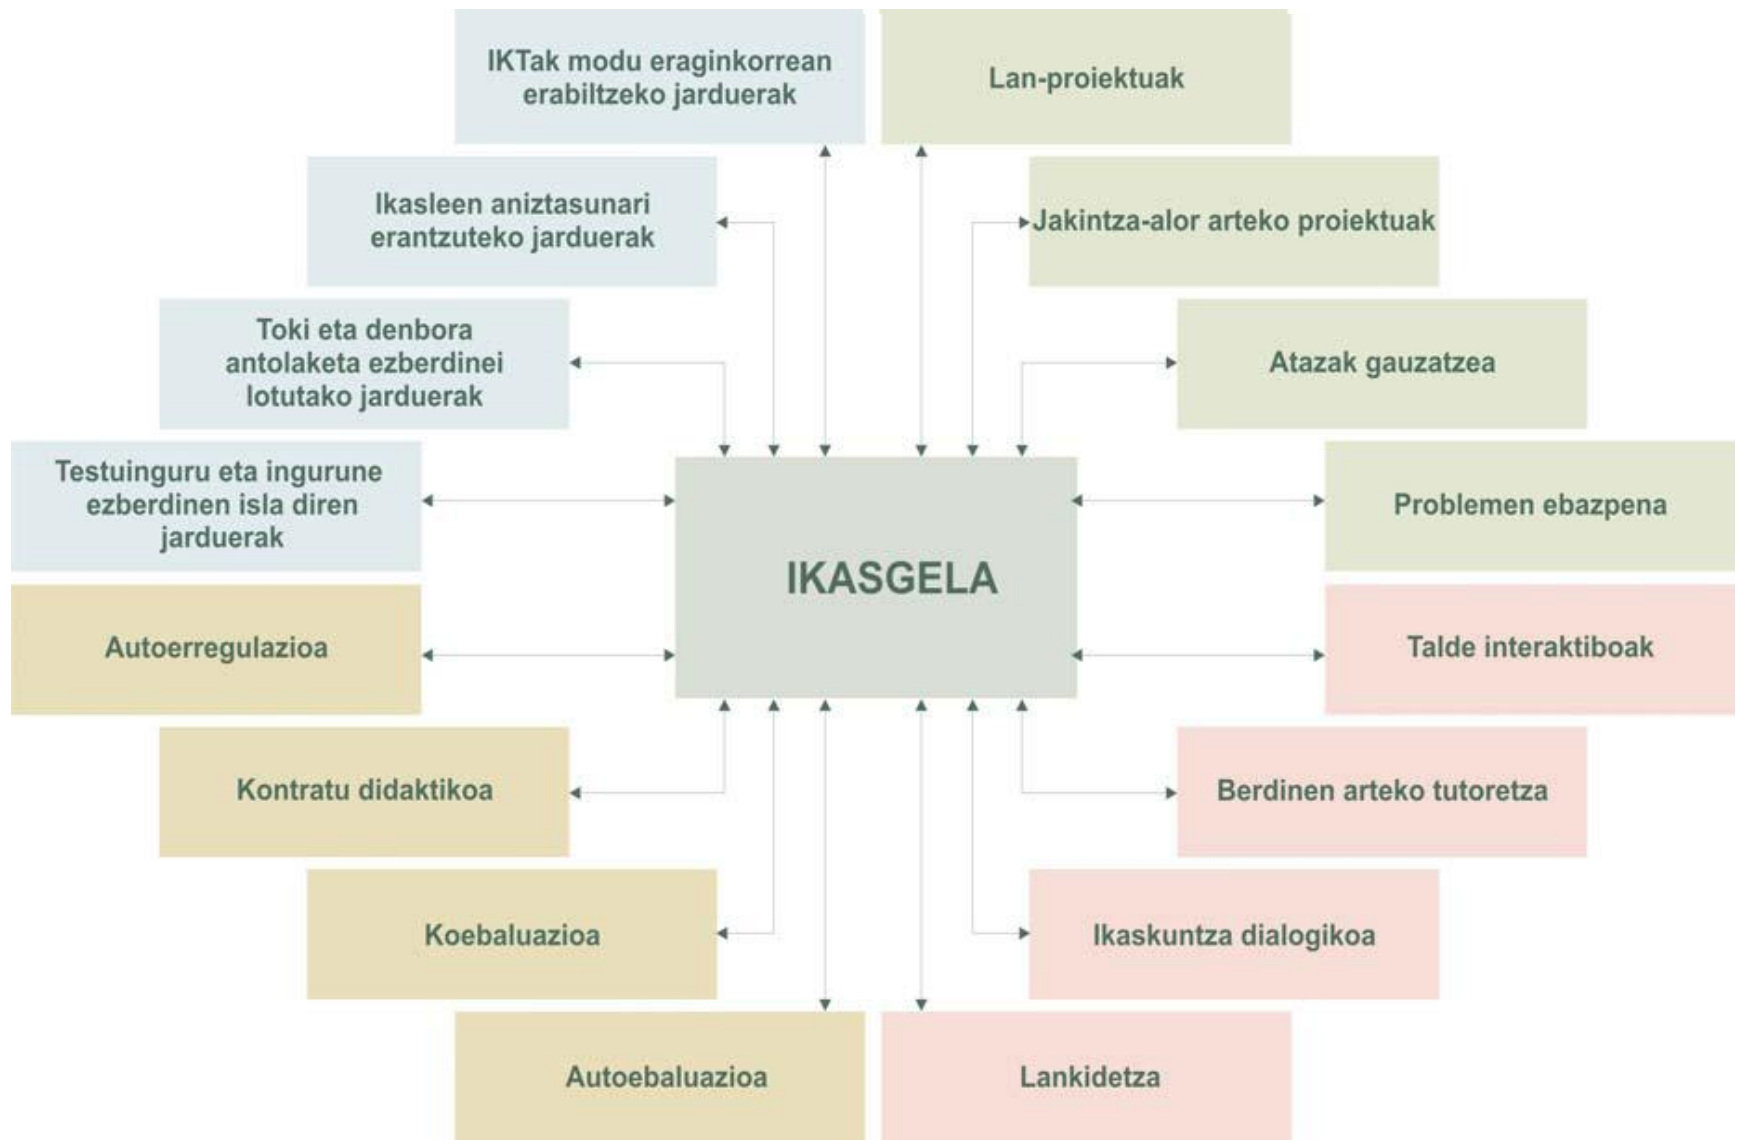 IKTak modu eraginkorrean
erabiltzeko jarduerak
Lan-proiektuak
Ikasleen aniztasunari
erantzuteko jarduerak
Jakintza-alor arteko proiektuak
Toki eta denbora
antolaketa ezberdinei
lotutako jarduerak
Atazak gauzatzea
Testuinguru eta ingurune
ezberdinen isla diren
jarduerak
Problemen ebazpena
IKASGELA
Autoerregulazioa
Talde interaktiboak
Kontratu didaktikoa
Berdinen arteko tutoretza
Koebaluazioa
Ikaskuntza dialogikoa
Autoebaluazioa
Lankidetza